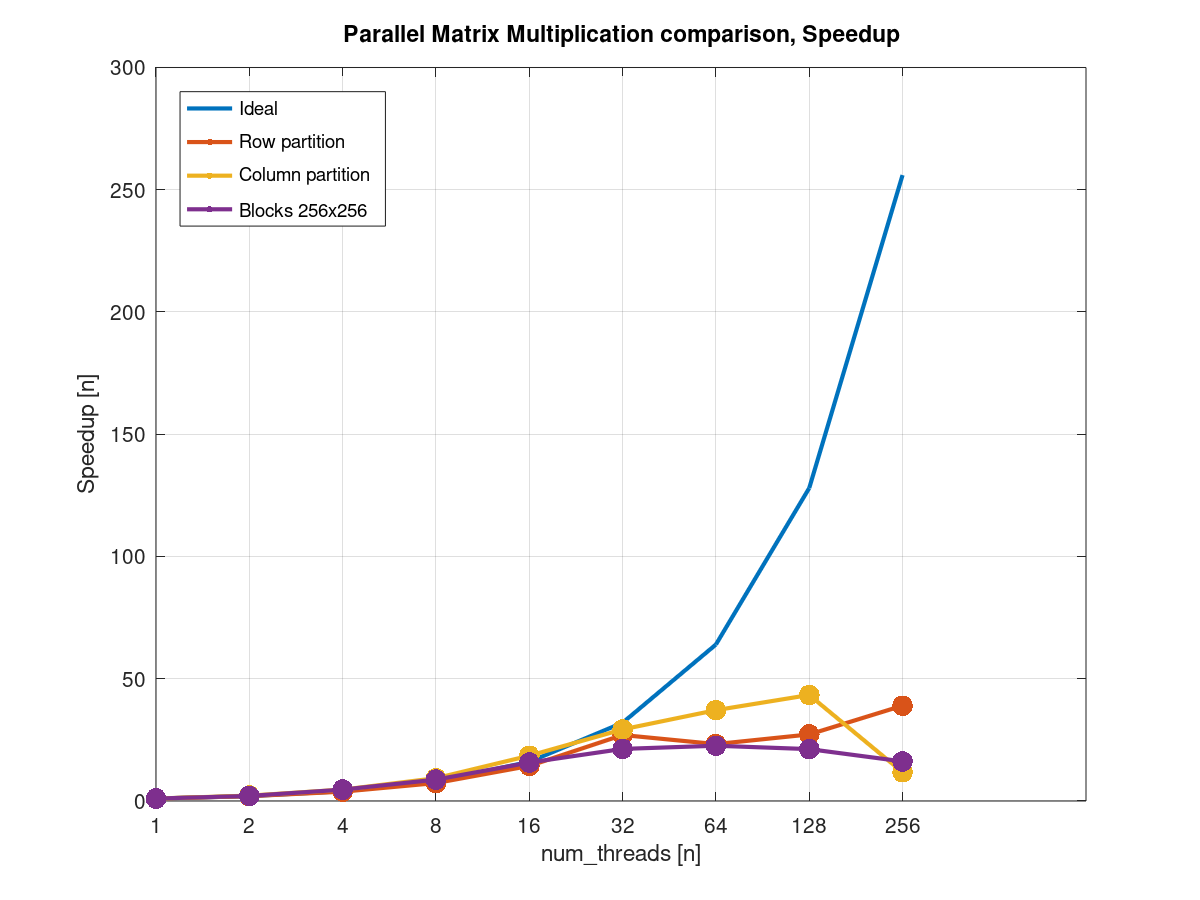 Parallel Matrix Multiplication comparison, Speedup
300
250
200
150
100
50
0
Speedup [n]
Ideal
Row partition
Column partition
Blocks 256x256
1 2 4 8 16 32 64 128 256
num_threads [n]